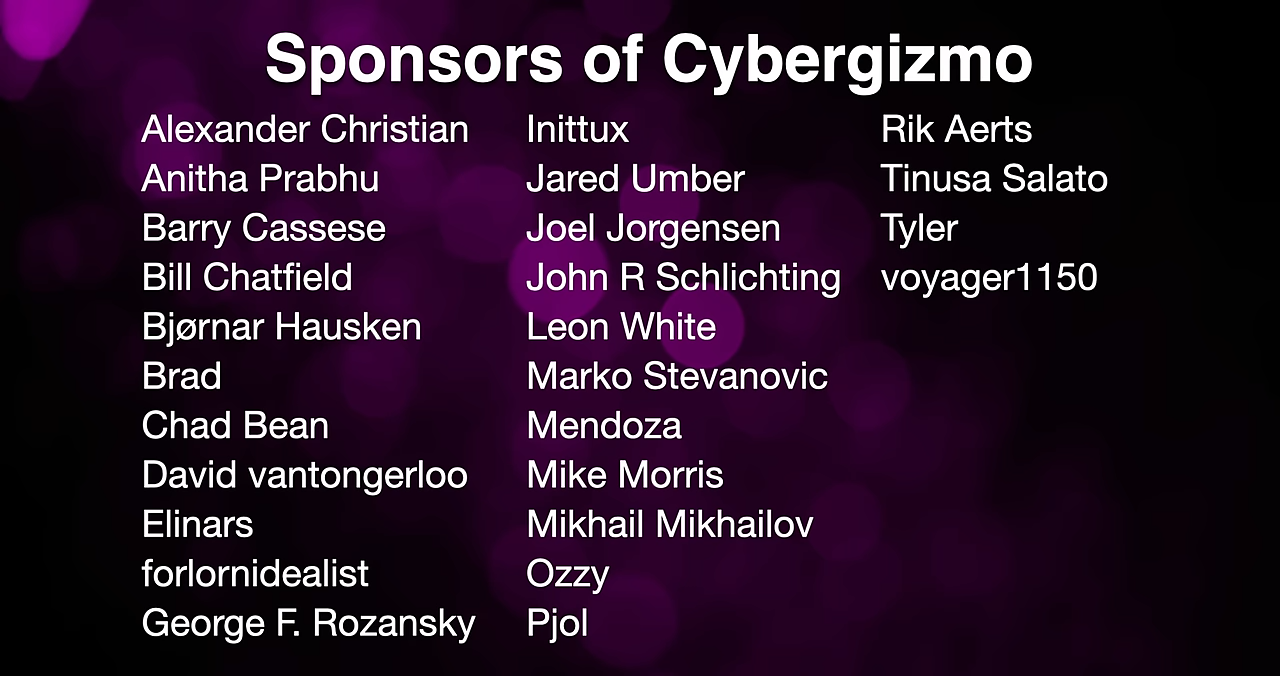 Sponsors of Cybergizmo
Alexander Christian
Anitha Prabhu
Barry Cassese
Bill Chatfield
Bjørnar Hausken
Brad
Chad Bean
David vantongerloo
Elinars
forlornidealist
George F. Rozansky
Inittux
Jared Umber
Joel Jorgensen
John R Schlichting
Leon White
Marko Stevanovic
Mendoza
Mike Morris
Mikhail Mikhailov
Ozzy
Pjol
Rik Aerts
Tinusa Salato
Tyler
voyager1150